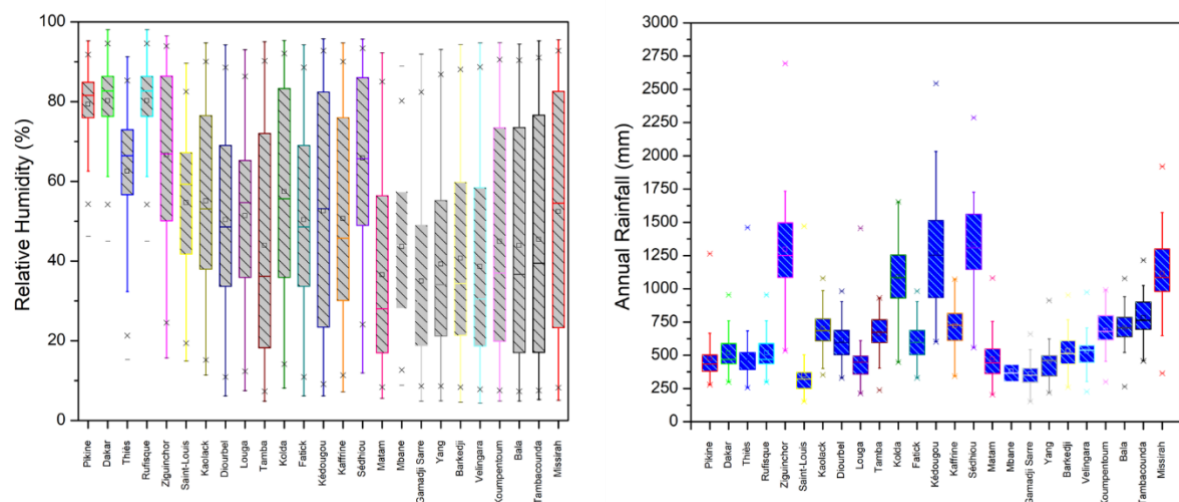 Relative Humidity (%)
100
80
60
40
20
0
Pikine
Dakar
Thiès
Rufisque
Ziguinchor
Saint-Louis
Kaolack
Diourbel
Louga
Tamba
Kolda
Fatick
Kédougou
Kaffrine
Sédhiou
Matam
Mbane
Gamadji Sarre
Yang
Barkedji
Velingara
Koumpentoum
Bala
Tambacounda
Missirah
Annual Rainfall (mm)
3000
2750
2500
2250
2000
1750
1500
1250
1000
750
500
250
0
Pikine
Dakar
Thiès
Rufisque
Ziguinchor
Saint-Louis
Kaolack
Diourbel
Louga
Tamba
Kolda
Fatick
Kédougou
Kaffrine
Sédhiou
Matam
Mbane
Gamadji Sarre
Yang
Barkedji
Velingara
Koumpentoum
Bala
Tambacounda
Missirah